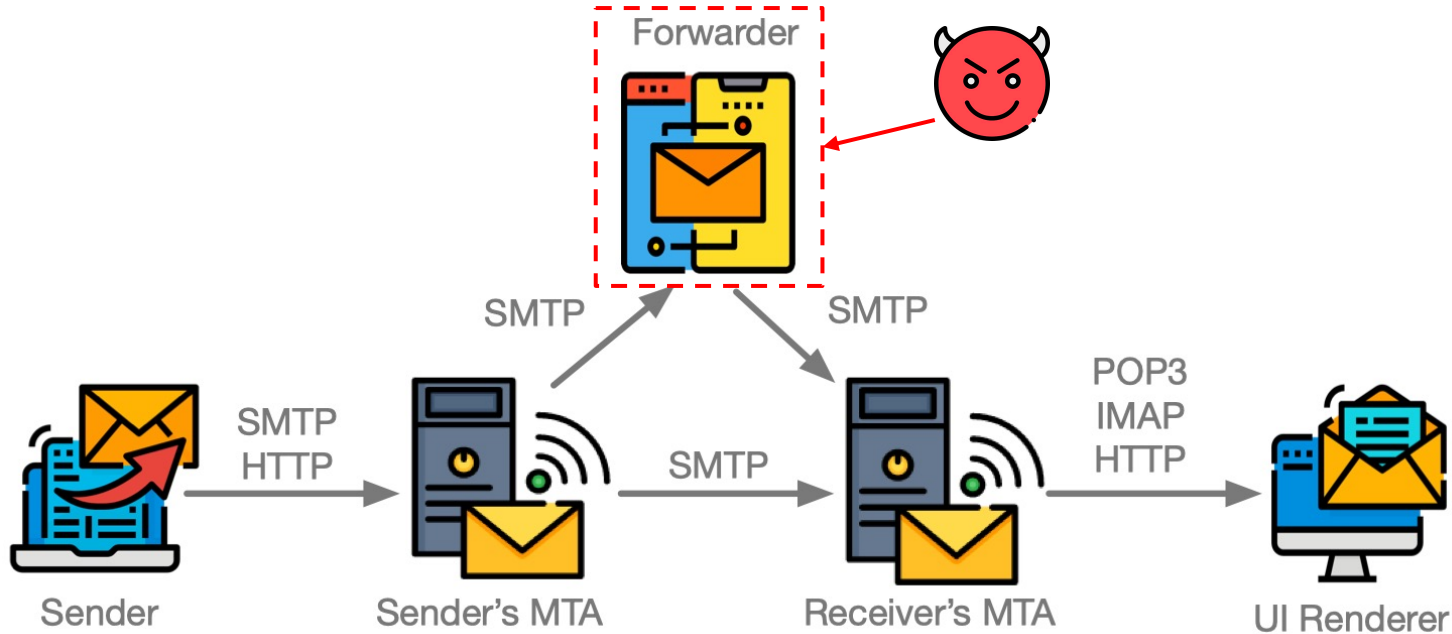 Forwarder
SMTP
SMTP
SMTP
HTTP
SMTP
POP3
IMAP
HTTP
Sender
Sender's MTA
Receiver's MTA
UI Renderer